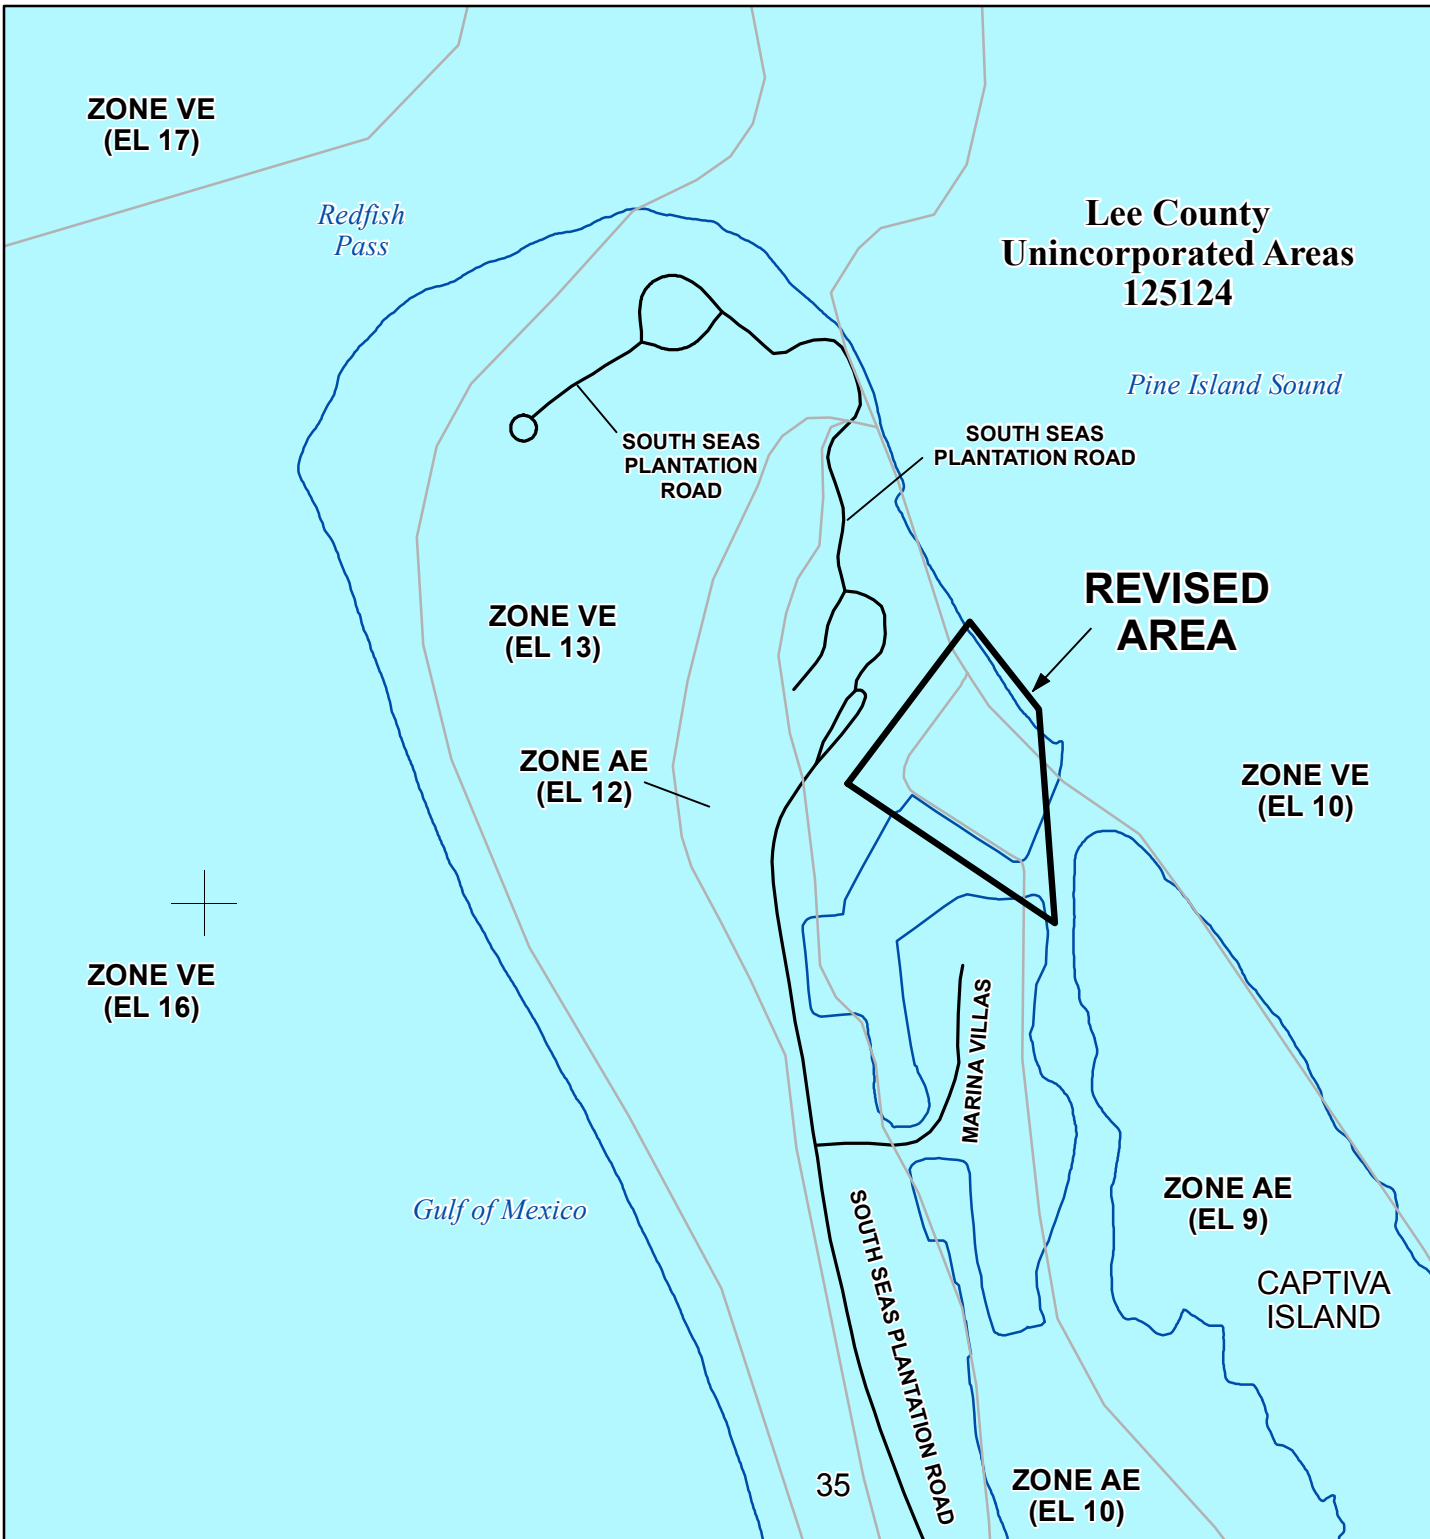 ZONE VE
(EL 17)
Redfish
Pass
Lee County
Unincorporated Areas
125124
Pine Island Sound
SOUTH SEAS
PLANTATION
ROAD
SOUTH SEAS
PLANTATION ROAD
REVISED
AREA
ZONE VE
(EL 13)
ZONE AE
(EL 12)
ZONE VE
(EL 10)
ZONE VE
(EL 16)
MARINA VILLAS
Gulf of Mexico
ZONE AE
(EL 9)
CAPTIVA
ISLAND
SOUTH SEAS PLANTATION ROAD
35
ZONE AE
(EL 10)